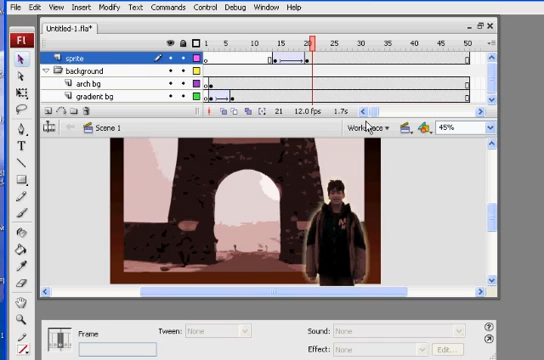 File Edit View Insert Modify Text Commands Control Debug Window Help
Fl
Untitled-1.fla*
1 5 10 15 20 25 30 35 40 45 50
sprite
background
arch bg
gradient bg
21 12.0 fps 1.7s
Scene 1
Workspace
45%
Frame
Tween: None
Sound: None
Effect: None
Edit...